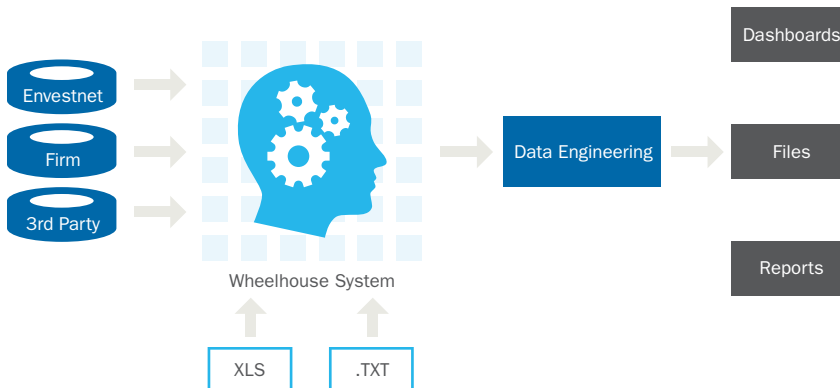 Dashboards
Envestnet
Firm
Data Engineering
Files
3rd Party
Reports
Wheelhouse System
XLS
.TXT